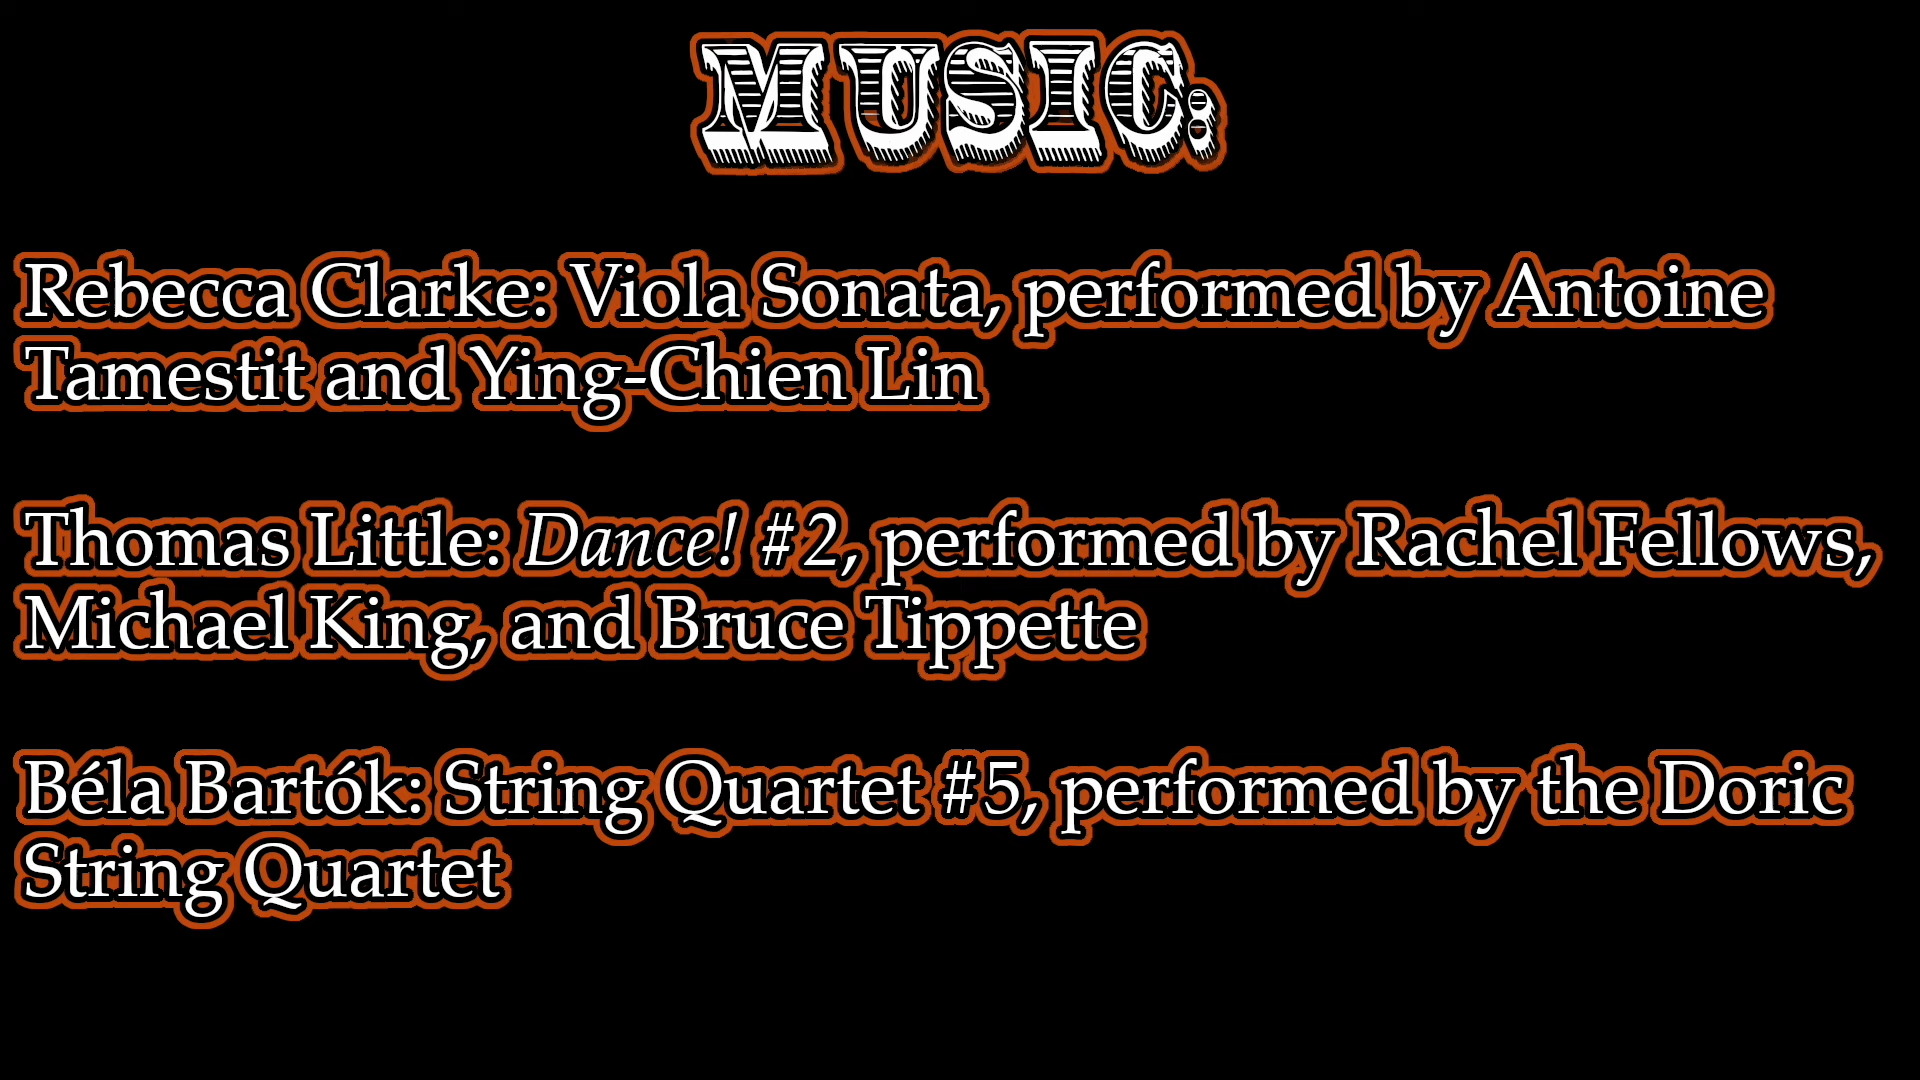 MUSIC:
Rebecca Clarke: Viola Sonata, performed by Antoine
Tamestit and Ying-Chien Lin
Thomas Little: Dance! #2, performed by Rachel Fellows,
Michael King, and Bruce Tippette
Béla Bartók: String Quartet #5, performed by the Doric
String Quartet